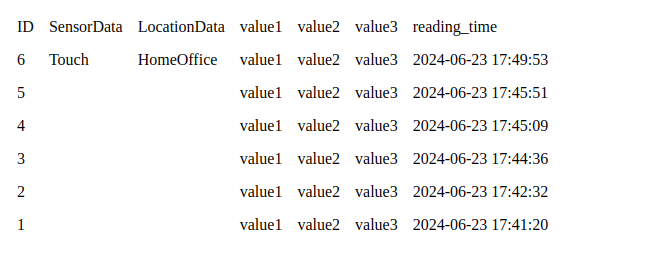 ID SensorData LocationData value1 value2 value3 reading_time
6 Touch HomeOffice value1 value2 value3 2024-06-23 17:49:53
5 value1 value2 value3 2024-06-23 17:45:51
4 value1 value2 value3 2024-06-23 17:45:09
3 value1 value2 value3 2024-06-23 17:44:36
2 value1 value2 value3 2024-06-23 17:42:32
1 value1 value2 value3 2024-06-23 17:41:20